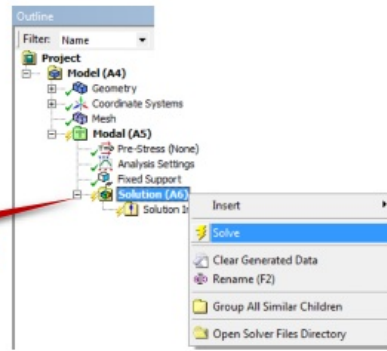 Outline
Filter: Name
Project
Model (A4)
Geometry
Coordinate Systems
Mesh
Modal (A5)
Pre-Stress (None)
Analysis Settings
Fixed Support
Solution (A6)
Solution
Insert
Solve
Clear Generated Data
Rename (F2)
Group All Similar Children
Open Solver Files Directory